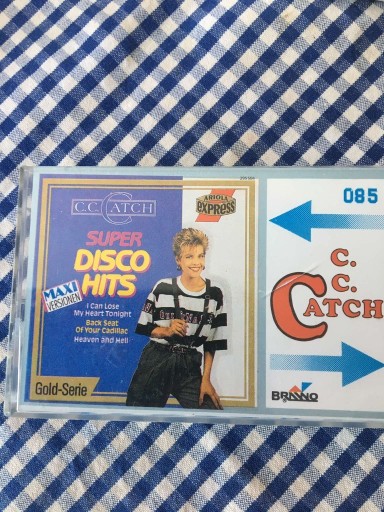 C.C. CATCH
ARIOLA
express
SUPER
DISCO
HITS
MAXI
VERSIONEN
I Can Lose
My Heart Tonight
Back Seat
Of Your Cadillac
Heaven and Hell
Gold-Serie
085
C.
C.
CATCH
BRANO